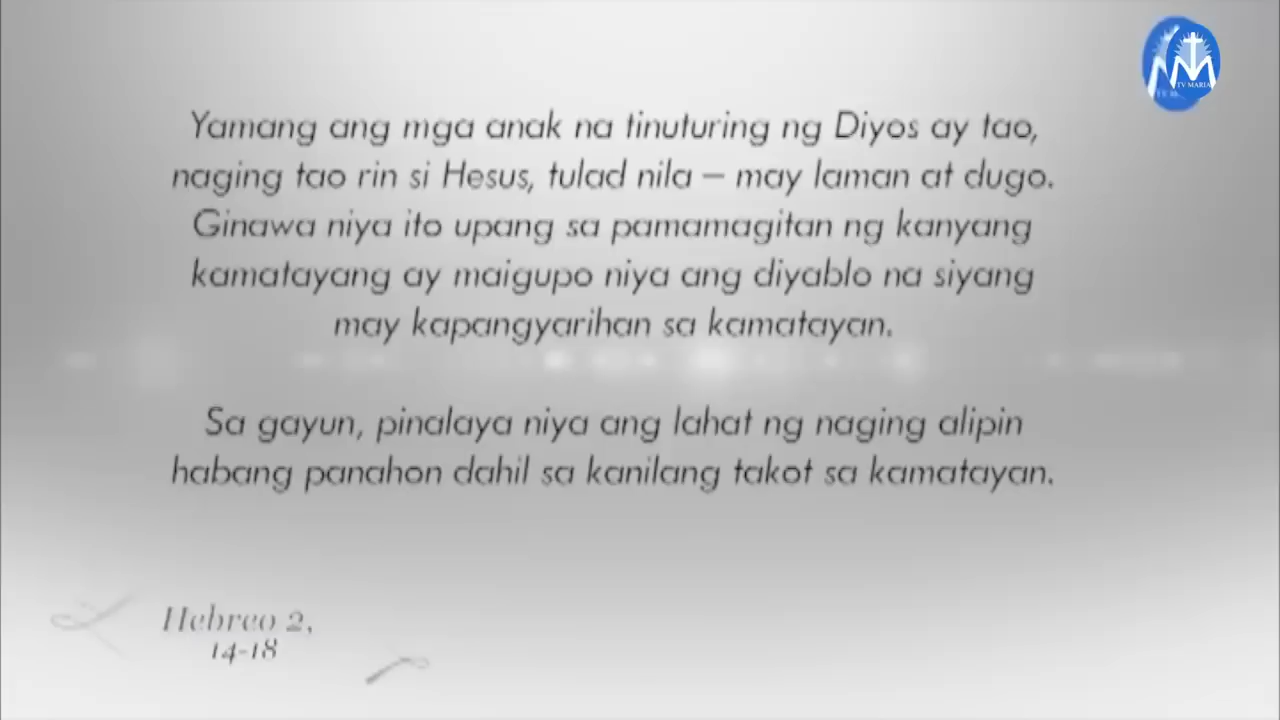 Yamang ang mga anak na tinuturing ng Diyos ay tao,
naging tao rin si Hesus, tulad nila – may laman at dugo.
Ginawa niya ito upang sa pamamagitan ng kanyang
kamatayang ay maigupo niya ang diyablo na siyang
may kapangyarihan sa kamatayan.
Sa gayun, pinalaya niya ang lahat ng naging alipin
habang panahon dahil sa kanilang takot sa kamatayan.
Hebreo 2,
14-18
TV MARIA